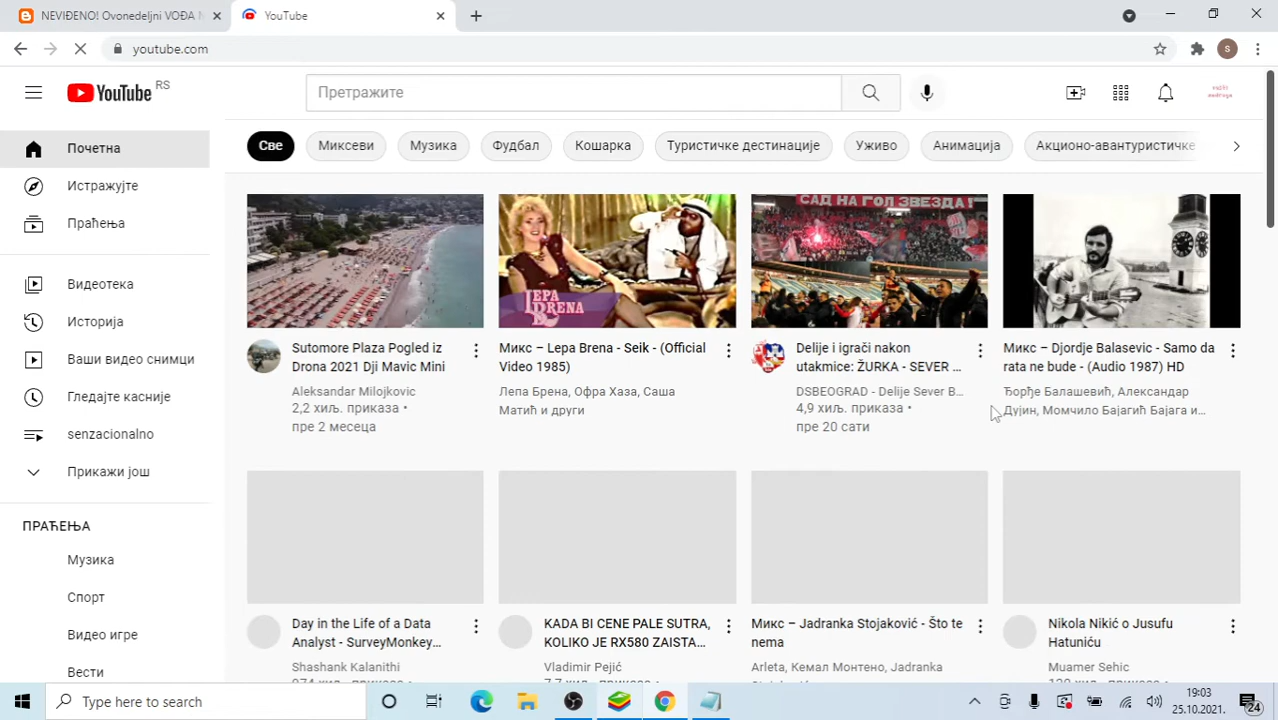 NEVIĐENO! Ovonedeljni VOĐA N
YouTube
youtube.com
S
YouTube RS
Претражите
Почетна
Истражујте
Праћења
Видеотека
Историја
Ваши видео снимци
Гледајте касније
senzacionalno
Прикажи још
ПРАЋЕЊА
Музика
Спорт
Видео игре
Вести
Све
Миксеви
Музика
Фудбал
Кошарка
Туристичке дестинације
Уживо
Анимација
Акционо-авантуристичке
LEPA
BRENA
САД НА ГОЛ ЗВЕЗДА!
Sutomore Plaza Pogled iz
Drona 2021 Dji Mavic Mini
Aleksandar Milojkovic
2,2 хиљ. приказа •
пре 2 месеца
Микс – Lepa Brena - Seik - (Official
Video 1985)
Лепа Брена, Офра Хаза, Саша
Матић и други
Delije i igrači nakon
utakmice: ŽURKA - SEVER ...
DSBEOGRAD - Delije Sever B...
4,9 хиљ. приказа •
пре 20 сати
Микс – Djordje Balasevic - Samo da
rata ne bude - (Audio 1987) HD
Ђорђе Балашевић, Александар
Дујин, Момчило Бајагић Бајага и...
Day in the Life of a Data
Analyst - SurveyMonkey...
Shashank Kalanithi
KADA BI CENE PALE SUTRA,
KOLIKO JE RX580 ZAISTA...
Vladimir Pejić
Микс – Jadranka Stojaković - Što te
nema
Arleta, Кемал Монтено, Jadranka
Nikola Nikić o Jusufu
Hatuniću
Muamer Sehic
Type here to search
19:03
25.10.2021.
24